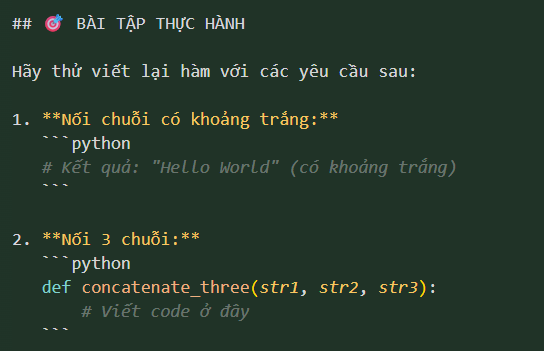 ## 🎯 BÀI TẬP THỰC HÀNH
Hãy thử viết lại hàm với các yêu cầu sau:
1. **Nối chuỗi có khoảng trắng:**
```python
# Kết quả: "Hello World" (có khoảng trắng)
```
2. **Nối 3 chuỗi:**
```python
def concatenate_three(str1, str2, str3):
# Viết code ở đây
```